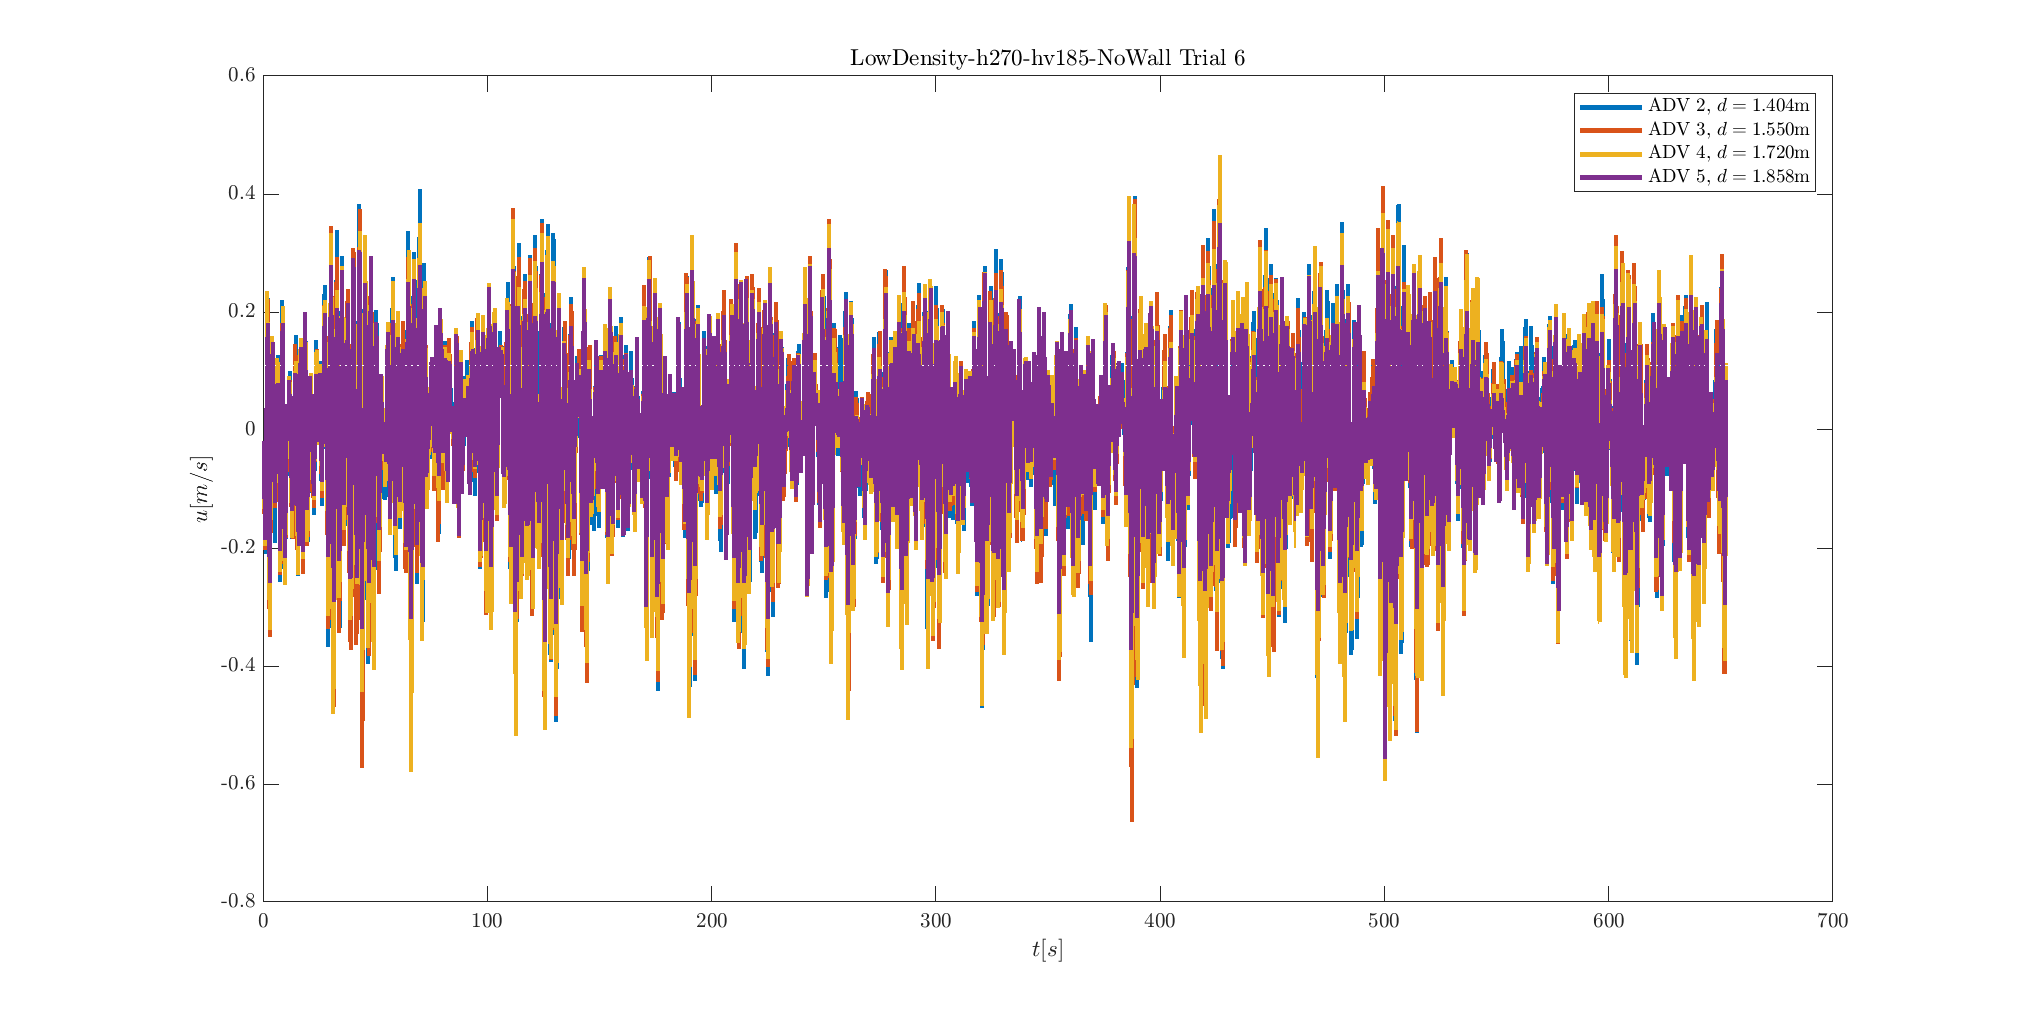 LowDensity-h270-hv185-NoWall Trial 6
0.6
0.4
0.2
0
-0.2
-0.4
-0.6
-0.8
u[m/s]
ADV 2, d = 1.404m
ADV 3, d = 1.550m
ADV 4, d = 1.720m
ADV 5, d = 1.858m
0 100 200 300 400 500 600 700
t[s]